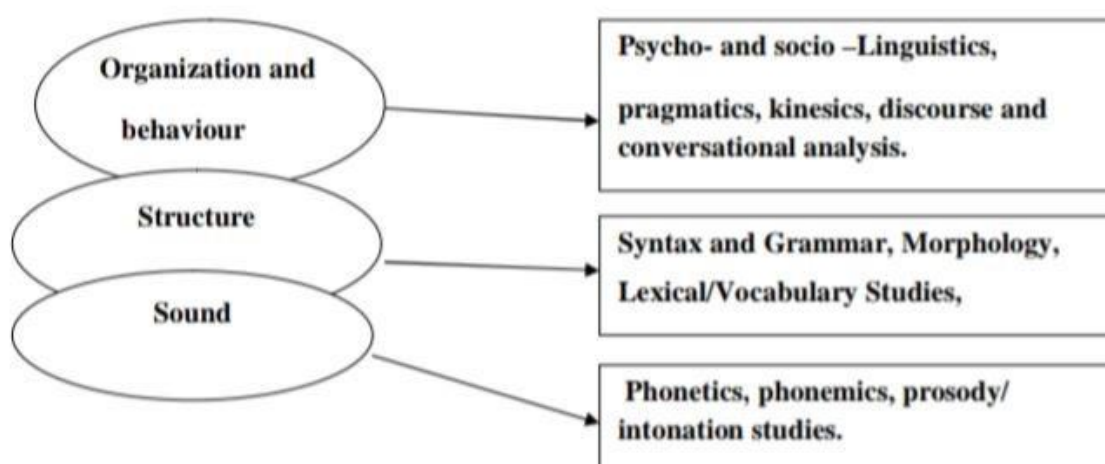 Organization and
behaviour
Psycho- and socio –Linguistics,
pragmatics, kinesics, discourse and
conversational analysis.
Structure
Syntax and Grammar, Morphology,
Lexical/Vocabulary Studies,
Sound
Phonetics, phonemics, prosody/
intonation studies.